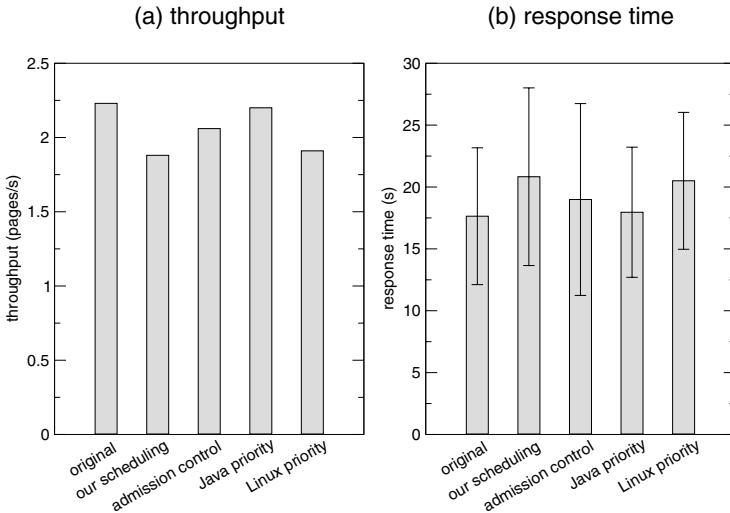 (a) throughput
throughput (pages/s)
2.5
2
1.5
1
0.5
0
original
our scheduling
admission control
Java priority
Linux priority
(b) response time
response time (s)
30
25
20
15
10
5
0
original
our scheduling
admission control
Java priority
Linux priority